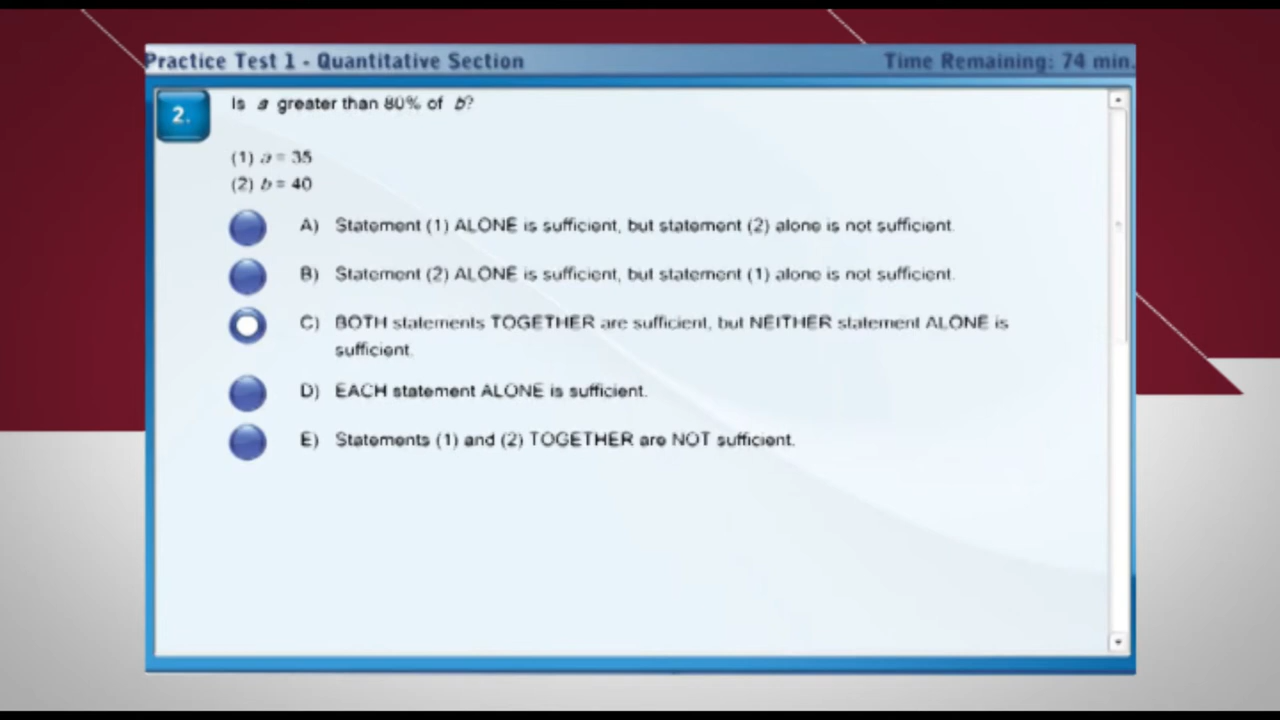 Practice Test 1 - Quantitative Section Time Remaining: 74 min.
2. Is a greater than 80% of b?
(1) a = 35
(2) b = 40
A) Statement (1) ALONE is sufficient, but statement (2) alone is not sufficient.
B) Statement (2) ALONE is sufficient, but statement (1) alone is not sufficient.
C) BOTH statements TOGETHER are sufficient, but NEITHER statement ALONE is
sufficient.
D) EACH statement ALONE is sufficient.
E) Statements (1) and (2) TOGETHER are NOT sufficient.